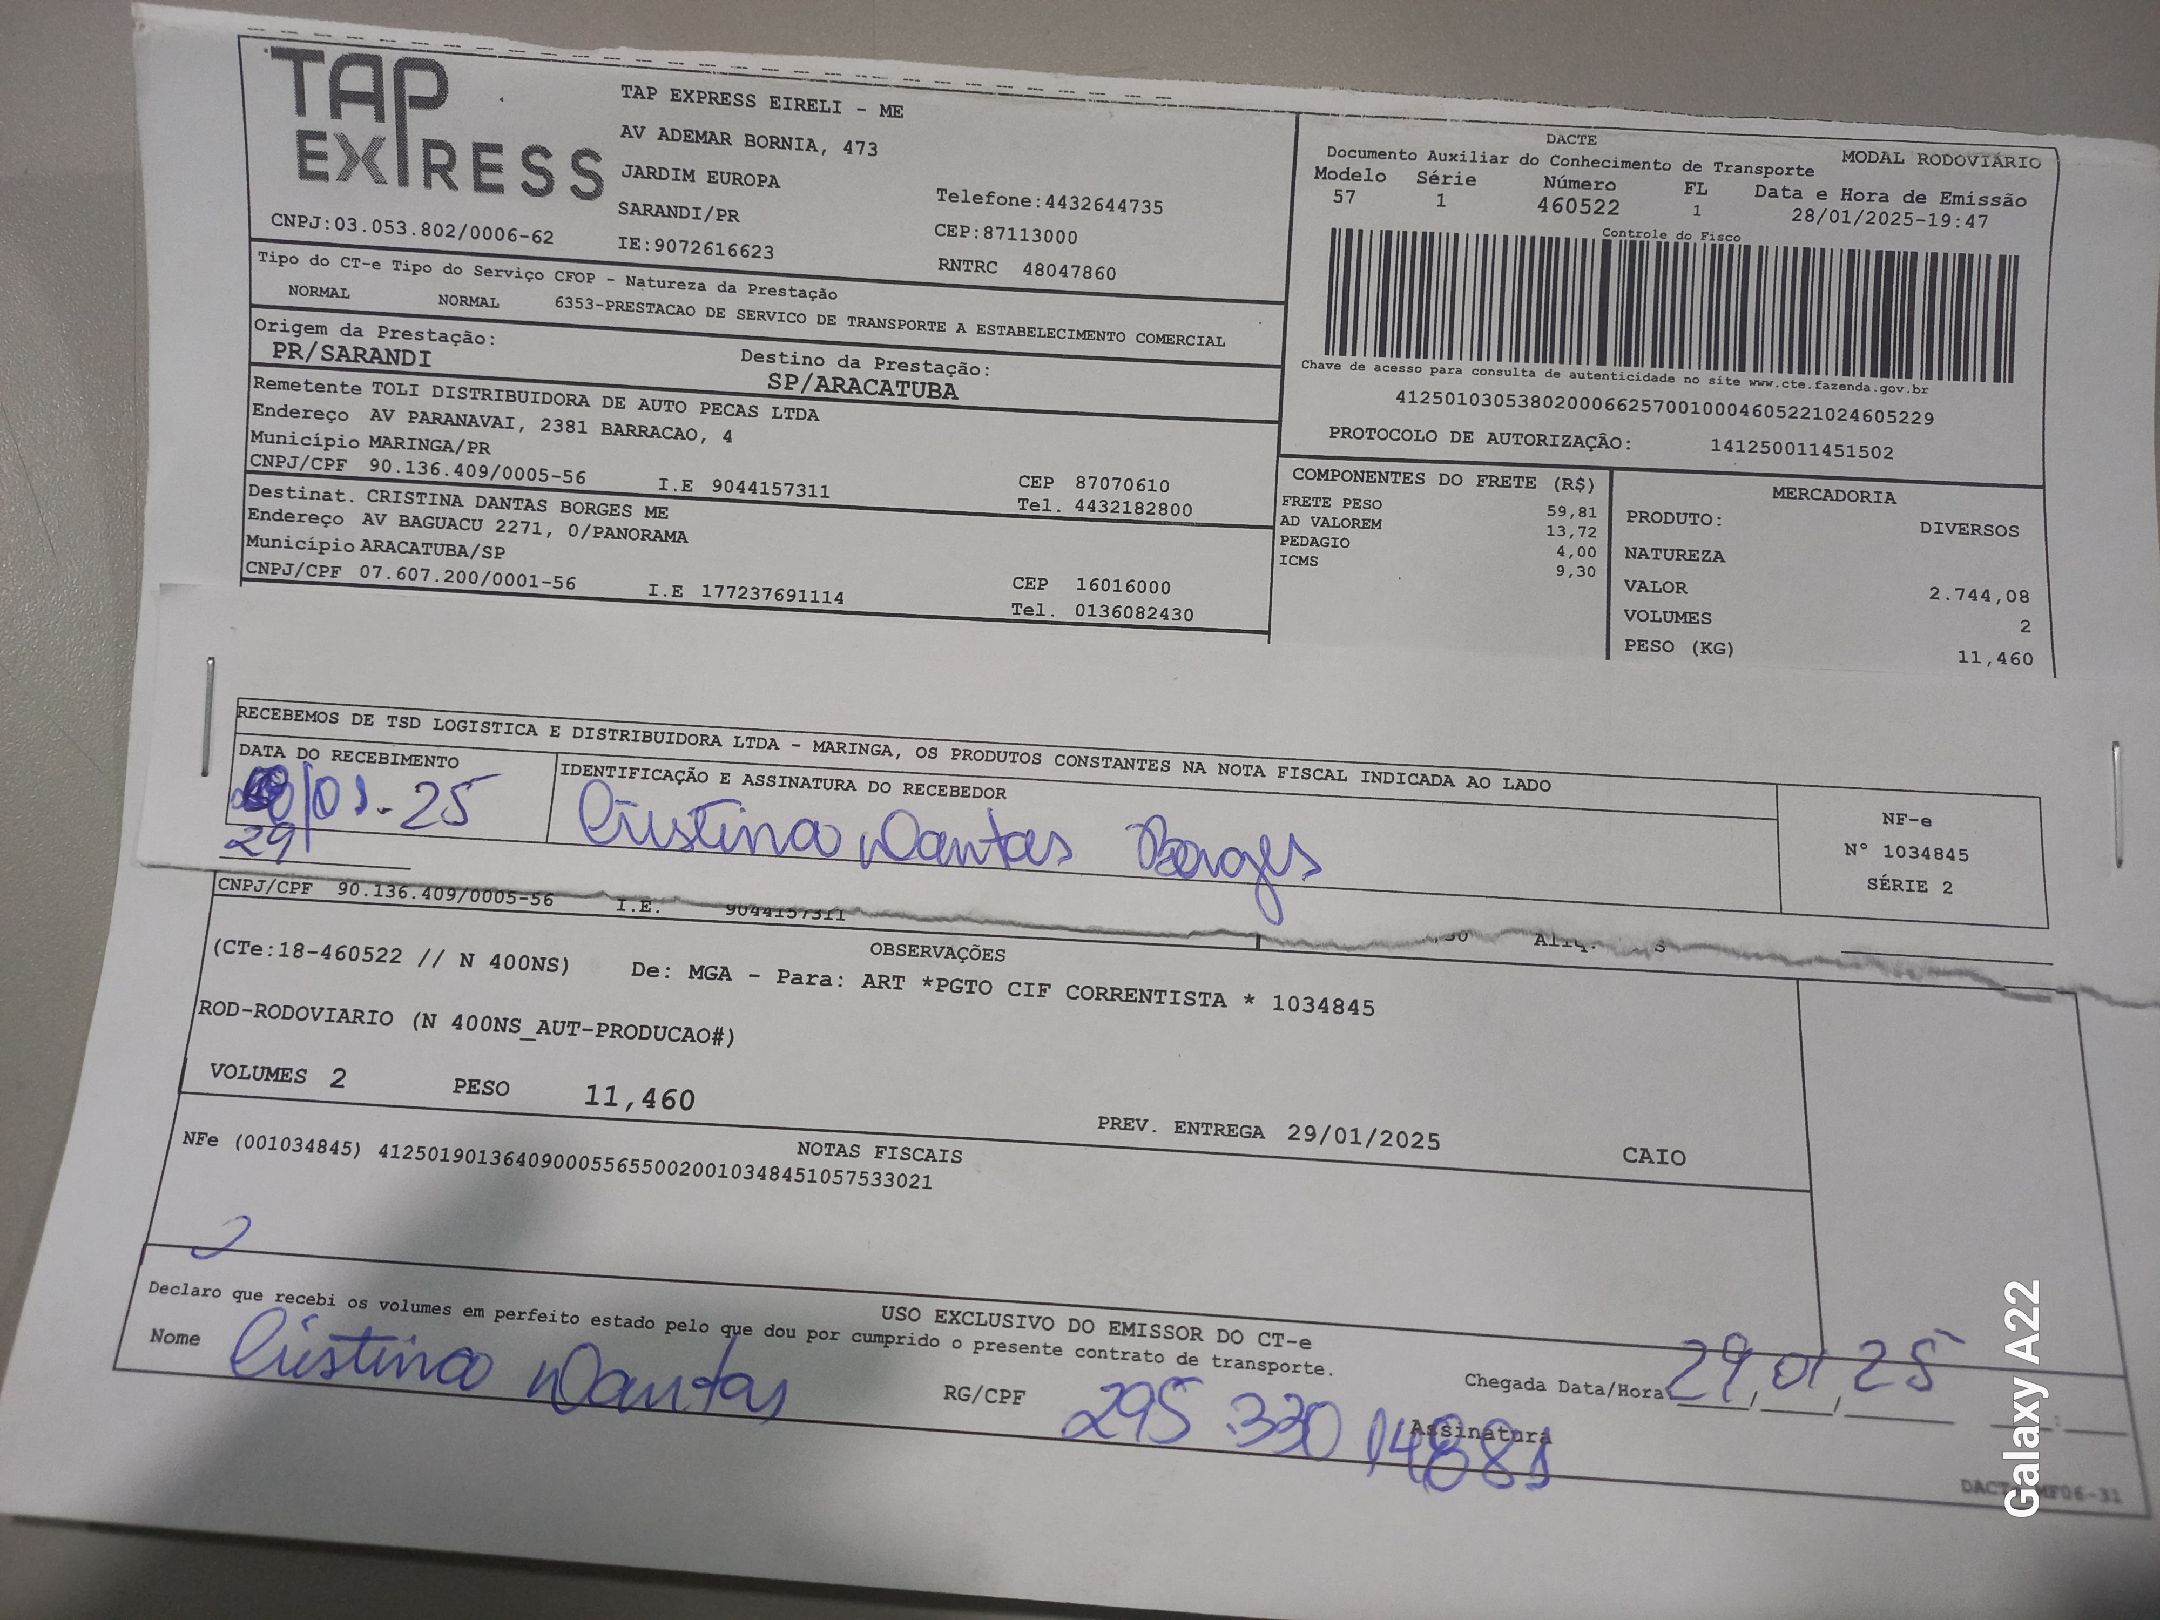 TAP EXPRESS
TAP EXPRESS EIRELI - ME
AV ADEMAR BORNIA, 473
JARDIM EUROPA
SARANDI/PR
IE:9072616623
Telefone:4432644735
CEP:87113000
RNTRC 48047860
CNPJ:03.053.802/0006-62
DACTE
MODAL RODOVIÁRIO
Documento Auxiliar do Conhecimento de Transporte
Modelo Série Número FL Data e Hora de Emissão
57 1 460522 1 28/01/2025-19:47
Controle do Fisco
Chave de acesso para consulta de autenticidade no site www.cte.fazenda.gov.br
41250103053802000662570010004605221024605229
PROTOCOLO DE AUTORIZAÇÃO: 141250011451502
Tipo do CT-e Tipo do Serviço CFOP - Natureza da Prestação
NORMAL NORMAL 6353-PRESTACAO DE SERVICO DE TRANSPORTE A ESTABELECIMENTO COMERCIAL
Origem da Prestação:
PR/SARANDI
Destino da Prestação:
SP/ARACATUBA
Remetente TOLI DISTRIBUIDORA DE AUTO PECAS LTDA
Endereço AV PARANAVAI, 2381 BARRACAO, 4
Município MARINGA/PR
CNPJ/CPF 90.136.409/0005-56 I.E 9044157311
CEP 87070610
Tel. 4432182800
Destinat. CRISTINA DANTAS BORGES ME
Endereço AV BAGUACU 2271, 0/PANORAMA
Município ARACATUBA/SP
CNPJ/CPF 07.607.200/0001-56 I.E 177237691114
CEP 16016000
Tel. 0136082430
COMPONENTES DO FRETE (R$)
FRETE PESO 59,81
AD VALOREM 13,72
PEDAGIO 4,00
ICMS 9,30
MERCADORIA
PRODUTO: DIVERSOS
NATUREZA
VALOR 2.744,08
VOLUMES 2
PESO (KG) 11,460
RECEBEMOS DE TSD LOGISTICA E DISTRIBUIDORA LTDA - MARINGA, OS PRODUTOS CONSTANTES NA NOTA FISCAL INDICADA AO LADO
DATA DO RECEBIMENTO
/01-25
29
IDENTIFICAÇÃO E ASSINATURA DO RECEBEDOR
Cristina Dantas Borges
NF-e
N° 1034845
SÉRIE 2
CNPJ/CPF 90.136.409/0005-56 I.E. 9044157311
OBSERVAÇÕES
(CTe:18-460522 // N 400NS) De: MGA - Para: ART *PGTO CIF CORRENTISTA * 1034845
ROD-RODOVIARIO (N 400NS_AUT-PRODUCAO#)
VOLUMES 2 PESO 11,460
PREV. ENTREGA 29/01/2025 CAIO
NOTAS FISCAIS
NFe (001034845) 41250190136409000556550020010348451057533021
USO EXCLUSIVO DO EMISSOR DO CT-e
Declaro que recebi os volumes em perfeito estado pelo que dou por cumprido o presente contrato de transporte.
Nome Cristina Dantas
RG/CPF 295.330 14881
Chegada Data/Hora 29/01/25
Assinatura
Galaxy A22